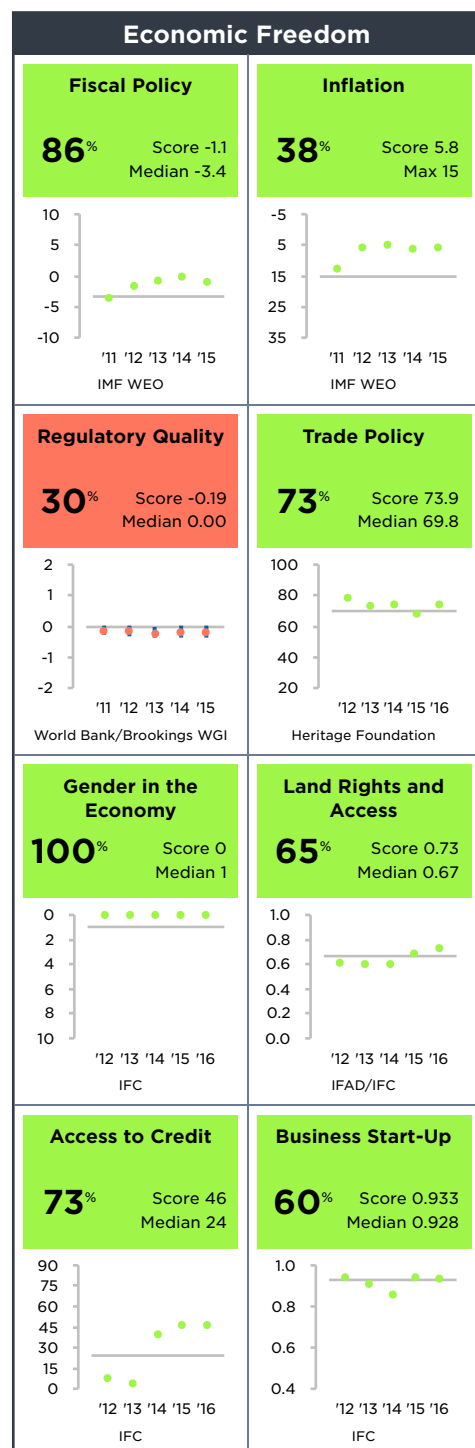 Economic Freedom
Fiscal Policy
86% Score -1.1
Median -3.4
10
5
0
-5
-10
'11 '12 '13 '14 '15
IMF WEO
Inflation
38% Score 5.8
Max 15
-5
5
15
25
35
'11 '12 '13 '14 '15
IMF WEO
Regulatory Quality
30% Score -0.19
Median 0.00
2
1
0
-1
-2
'11 '12 '13 '14 '15
World Bank/Brookings WGI
Trade Policy
73% Score 73.9
Median 69.8
100
80
60
40
20
'12 '13 '14 '15 '16
Heritage Foundation
Gender in the
Economy
100% Score 0
Median 1
0
2
4
6
8
10
'12 '13 '14 '15 '16
IFC
Land Rights and
Access
65% Score 0.73
Median 0.67
1.0
0.8
0.6
0.4
0.2
0.0
'12 '13 '14 '15 '16
IFAD/IFC
Access to Credit
73% Score 46
Median 24
90
75
60
45
30
15
0
'12 '13 '14 '15 '16
IFC
Business Start-Up
60% Score 0.933
Median 0.928
1.0
0.8
0.6
0.4
'12 '13 '14 '15 '16
IFC